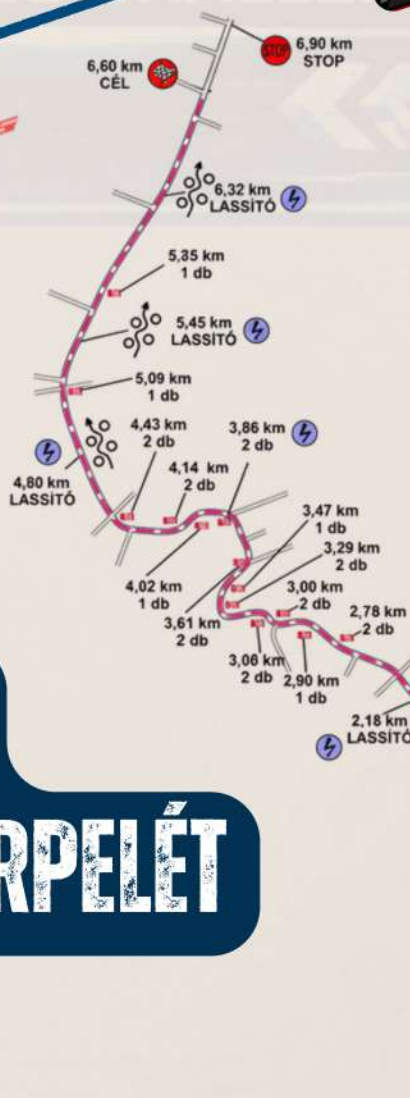 6,90 km
STOP
STOP
6,60 km
CÉL
6,32 km
LASSÍTÓ
5,35 km
1 db
5,45 km
LASSÍTÓ
5,09 km
1 db
4,43 km
2 db
3,86 km
2 db
4,14 km
2 db
4,80 km
LASSÍTÓ
3,47 km
1 db
3,29 km
2 db
4,02 km
1 db
3,61 km
2 db
3,00 km
2 db
2,78 km
2 db
3,06 km
2 db
2,90 km
1 db
2,18 km
LASSÍTÓ
RPELÉT